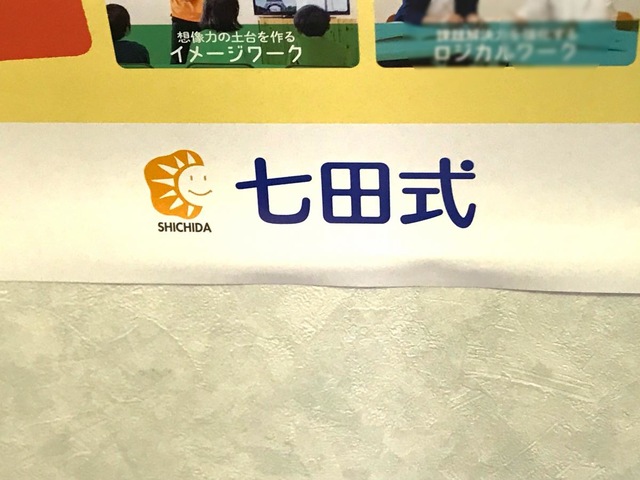 想像力の土台を作る
イメージワーク
ロジカルワーク
SHICHIDA
七田式